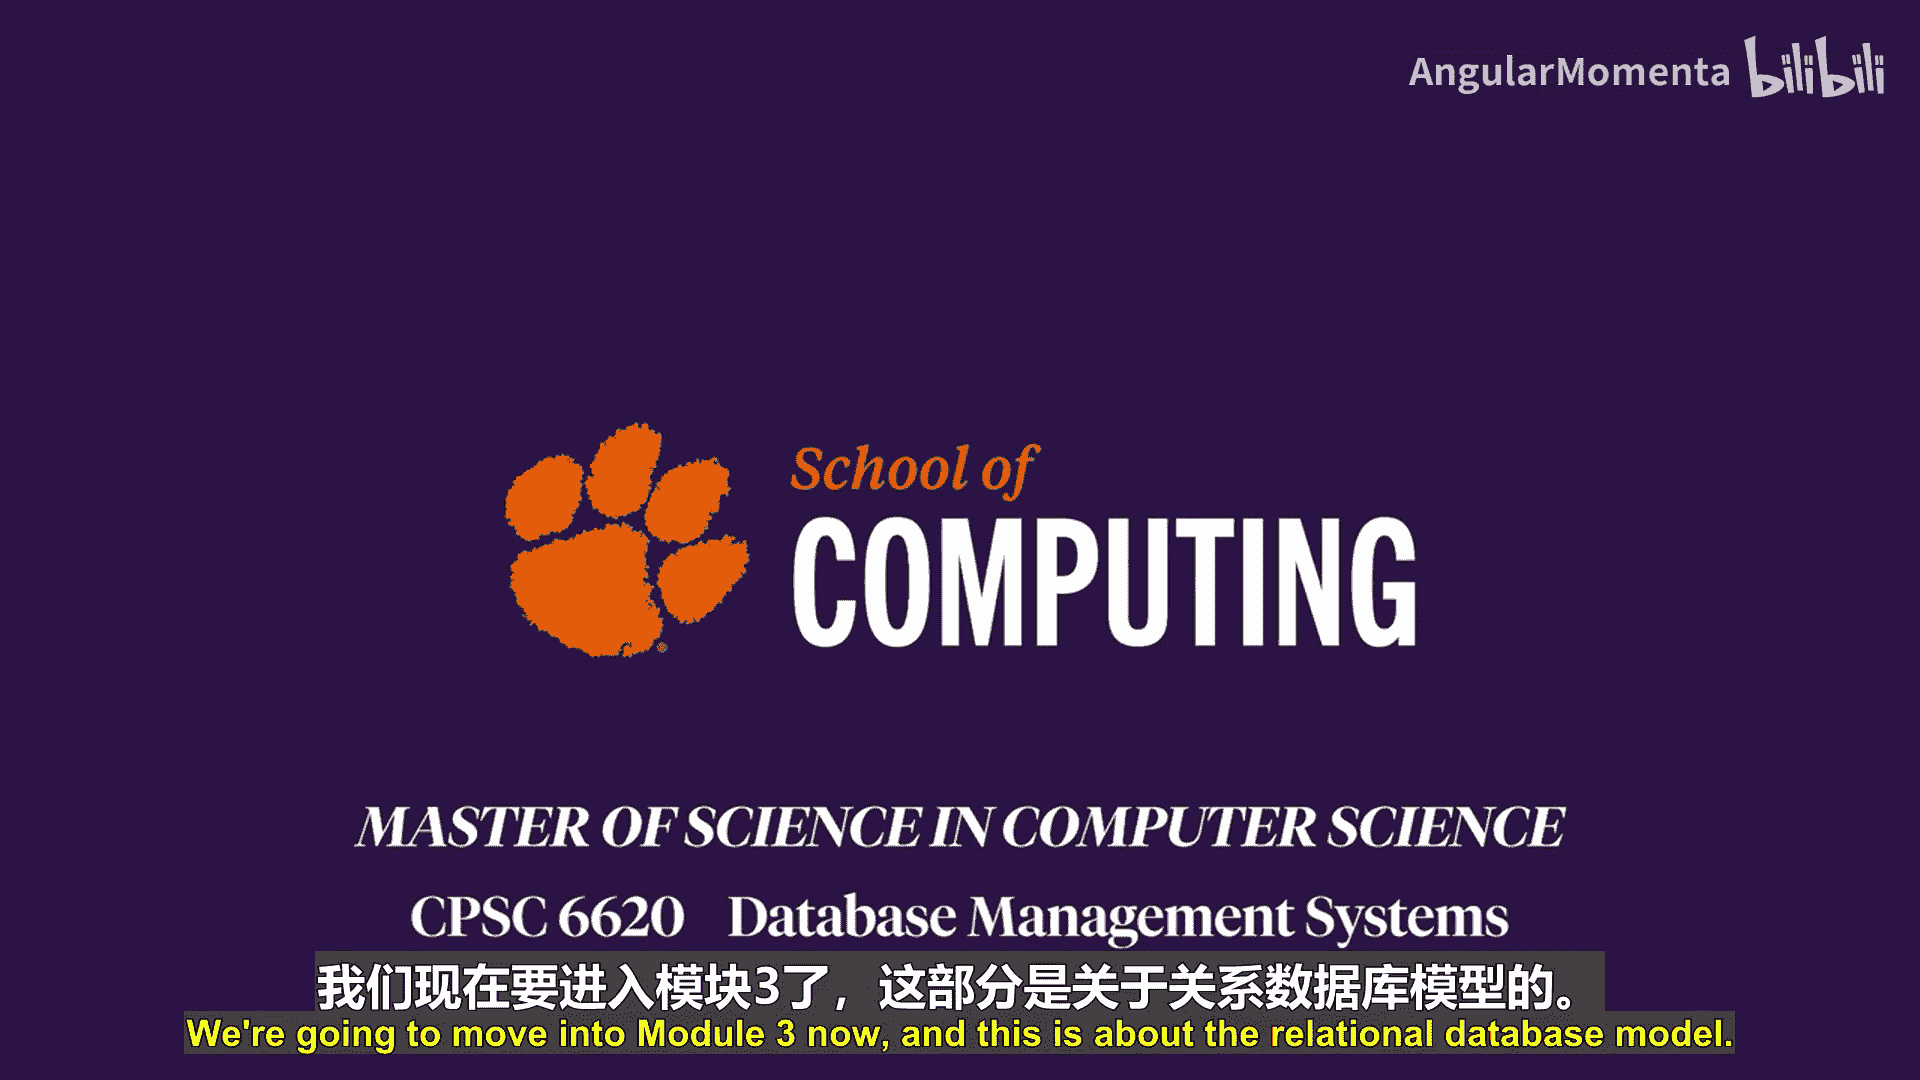 AngularMomenta bilibili
School of
COMPUTING
MASTER OF SCIENCE IN COMPUTER SCIENCE
CPSC 6620 Database Management Systems
我们现在要进入模块3了，这部分是关于关系数据库模型的。
We're going to move into Module 3 now, and this is about the relational database model.